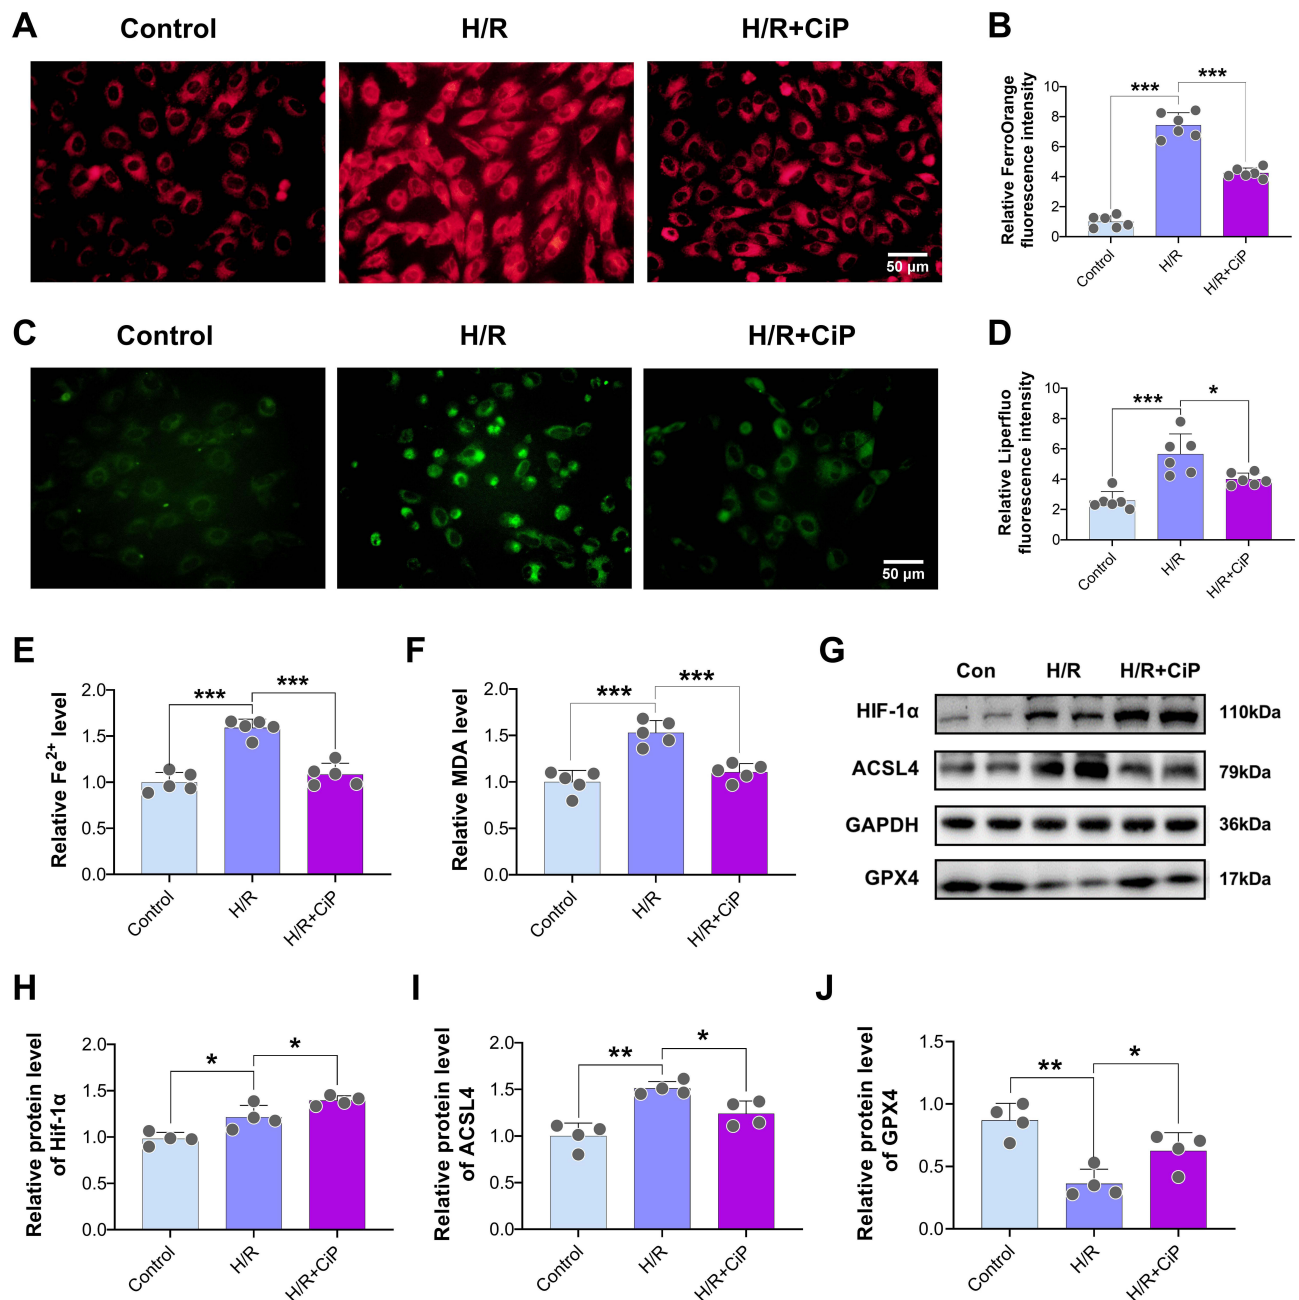 A
Control
H/R
H/R+CiP
50 µm
B
Relative FerroOrange
fluorescence intensity
10
8
6
4
2
0
***
***
Control
H/R
H/R+CiP
C
Control
H/R
H/R+CiP
50 µm
D
Relative Liperfluo
fluorescence intensity
10
8
6
4
2
0
***
*
Control
H/R
H/R+CiP
E
Relative Fe²⁺ level
2.0
1.5
1.0
0.5
0.0
***
***
Control
H/R
H/R+CiP
F
Relative MDA level
2.0
1.5
1.0
0.5
0.0
***
***
Control
H/R
H/R+CiP
G
Con H/R H/R+CiP
HIF-1α 110kDa
ACSL4 79kDa
GAPDH 36kDa
GPX4 17kDa
H
Relative protein level
of Hif-1α
2.0
1.5
1.0
0.5
0.0
*
*
Control
H/R
H/R+CiP
I
Relative protein level
of ACSL4
2.0
1.5
1.0
0.5
0.0
**
*
Control
H/R
H/R+CiP
J
Relative protein level
of GPX4
1.5
1.0
0.5
0.0
**
*
Control
H/R
H/R+CiP